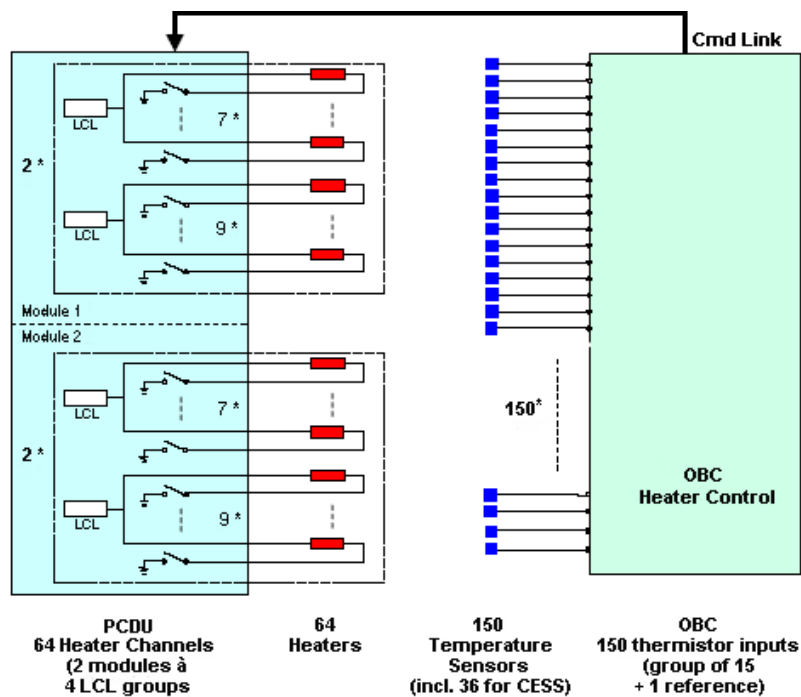 Cmd Link
LCL
7 *
2 *
LCL
9 *
Module 1
Module 2
LCL
7 *
2 *
150*
LCL
9 *
OBC
Heater Control
PCDU
64 Heater Channels
(2 modules à
4 LCL groups
64
Heaters
150
Temperature
Sensors
(incl. 36 for CESS)
OBC
150 thermistor inputs
(group of 15
+ 1 reference)